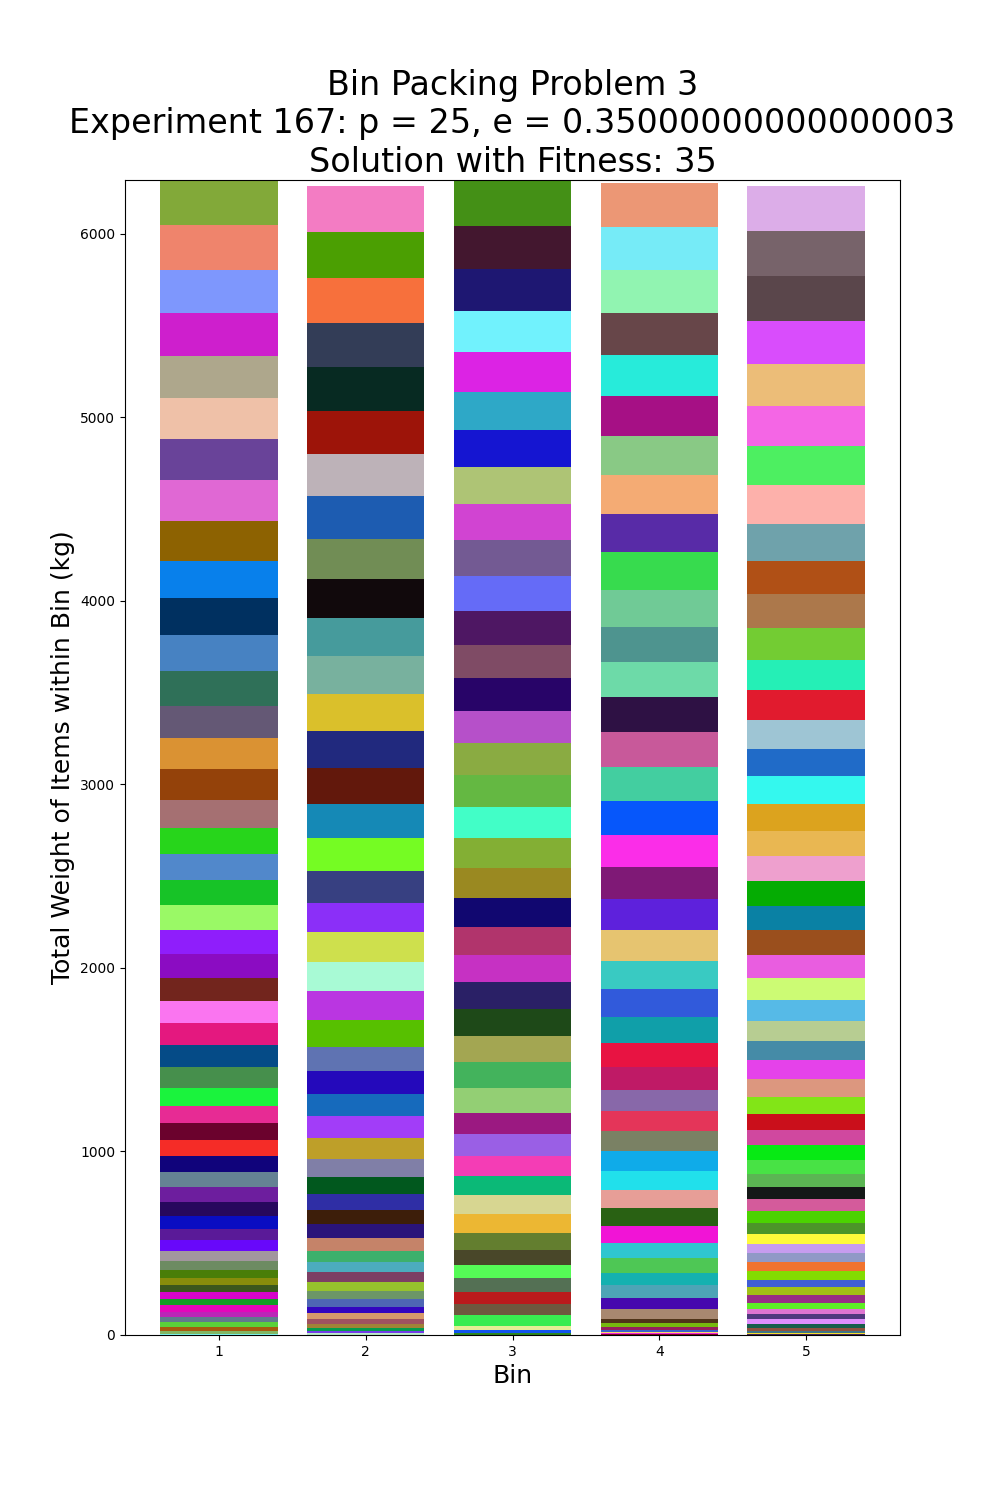 Bin Packing Problem 3
Experiment 167: p = 25, e = 0.35000000000000003
Solution with Fitness: 35
Total Weight of Items within Bin (kg)
6000
5000
4000
3000
2000
1000
0
1 2 3 4 5
Bin